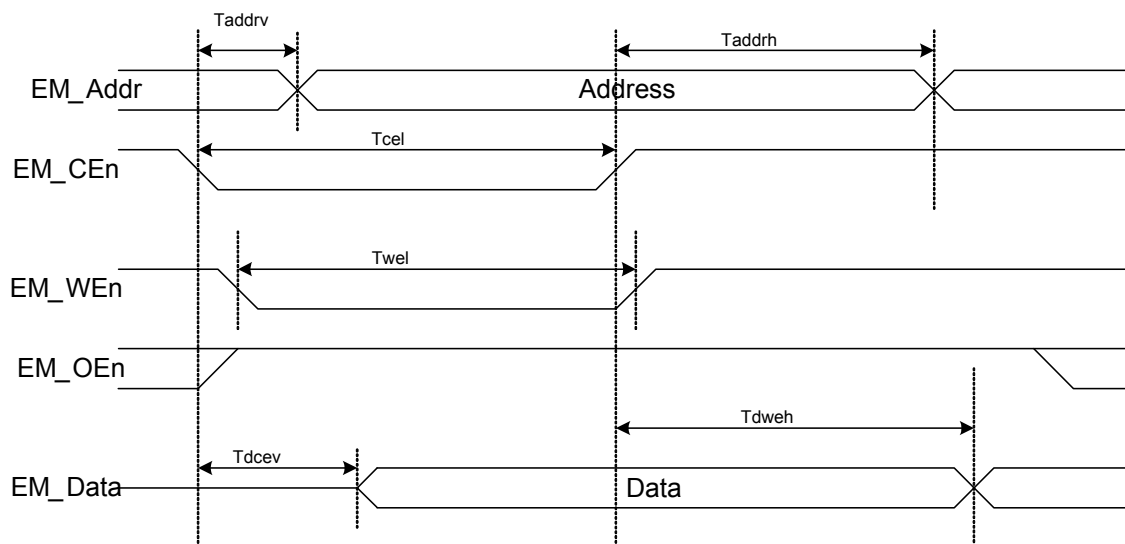 Taddrv
Taddrh
EM_Addr
Address
Tcel
EM_CEn
Twel
EM_WEn
EM_OEn
Tdweh
Tdcev
EM_Data
Data